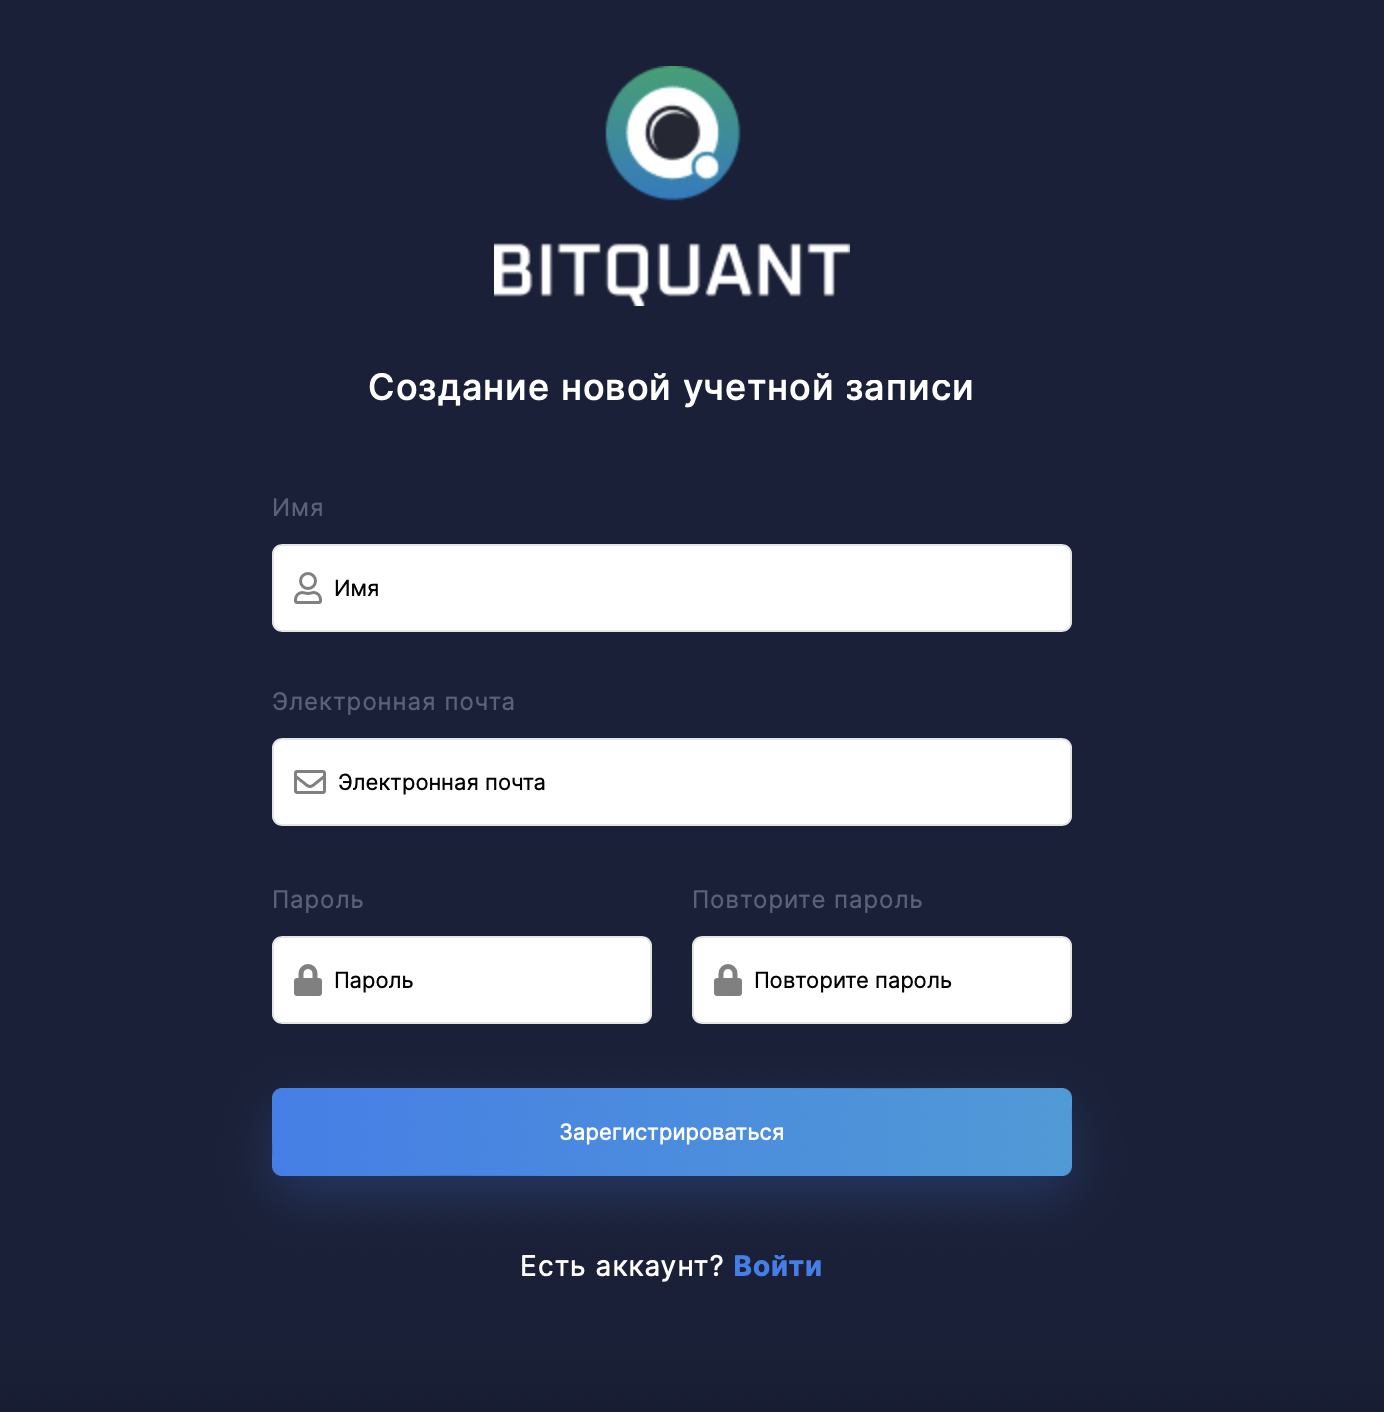 BITQUANT
Создание новой учетной записи
Имя
Имя
Электронная почта
Электронная почта
Пароль
Пароль
Повторите пароль
Повторите пароль
Зарегистрироваться
Есть аккаунт? Войти